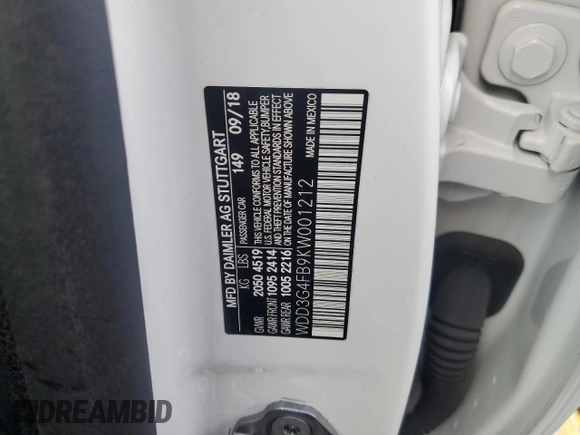 MFD BY DAIMLER AG STUTTGART
PASSENGER CAR 149 09/18
KG LBS
GVWR 2050 4519
GAWR FRONT 1095 2414
GAWR REAR 1005 2216
THIS VEHICLE CONFORMS TO ALL APPLICABLE
U.S. FEDERAL MOTOR VEHICLE SAFETY, BUMPER
AND THEFT PREVENTION STANDARDS IN EFFECT
ON THE DATE OF MANUFACTURE SHOWN ABOVE
WDD3G4FB9KW001212
MADE IN MEXICO
DREAMBID